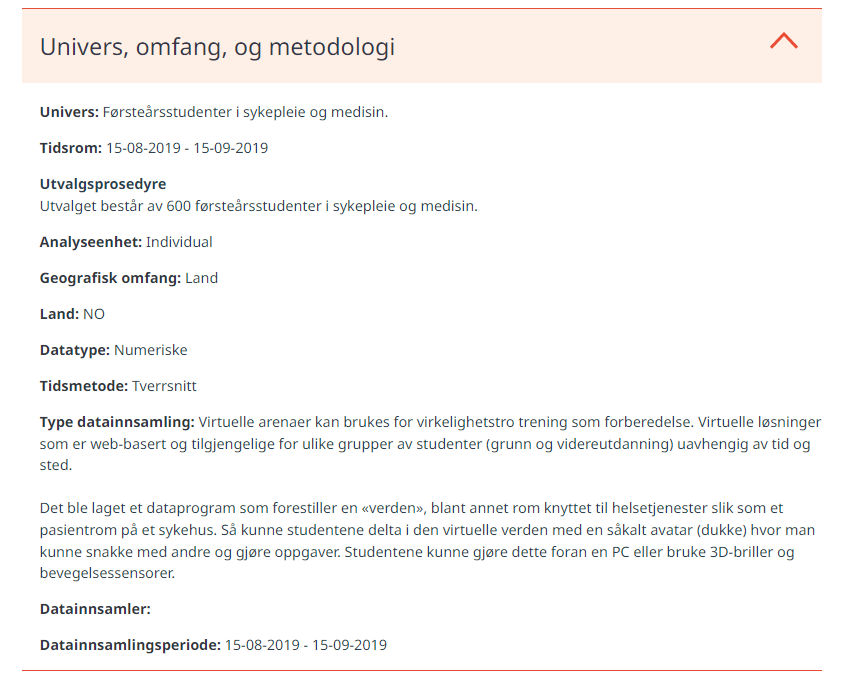 Univers, omfang, og metodologi
Univers: Førsteårsstudenter i sykepleie og medisin.
Tidsrom: 15-08-2019 - 15-09-2019
Utvalgsprosedyre
Utvalget består av 600 førsteårsstudenter i sykepleie og medisin.
Analyseenhet: Individual
Geografisk omfang: Land
Land: NO
Datatype: Numeriske
Tidsmetode: Tverrsnitt
Type datainnsamling: Virtuelle arenaer kan brukes for virkelighetstro trening som forberedelse. Virtuelle løsninger
som er web-basert og tilgjengelige for ulike grupper av studenter (grunn og videreutdanning) uavhengig av tid og
sted.
Det ble laget et dataprogram som forestiller en «verden», blant annet rom knyttet til helsetjenester slik som et
pasientrom på et sykehus. Så kunne studentene delta i den virtuelle verden med en såkalt avatar (dukke) hvor man
kunne snakke med andre og gjøre oppgaver. Studentene kunne gjøre dette foran en PC eller bruke 3D-briller og
bevegelsessensorer.
Datainnsamler:
Datainnsamlingsperiode: 15-08-2019 - 15-09-2019